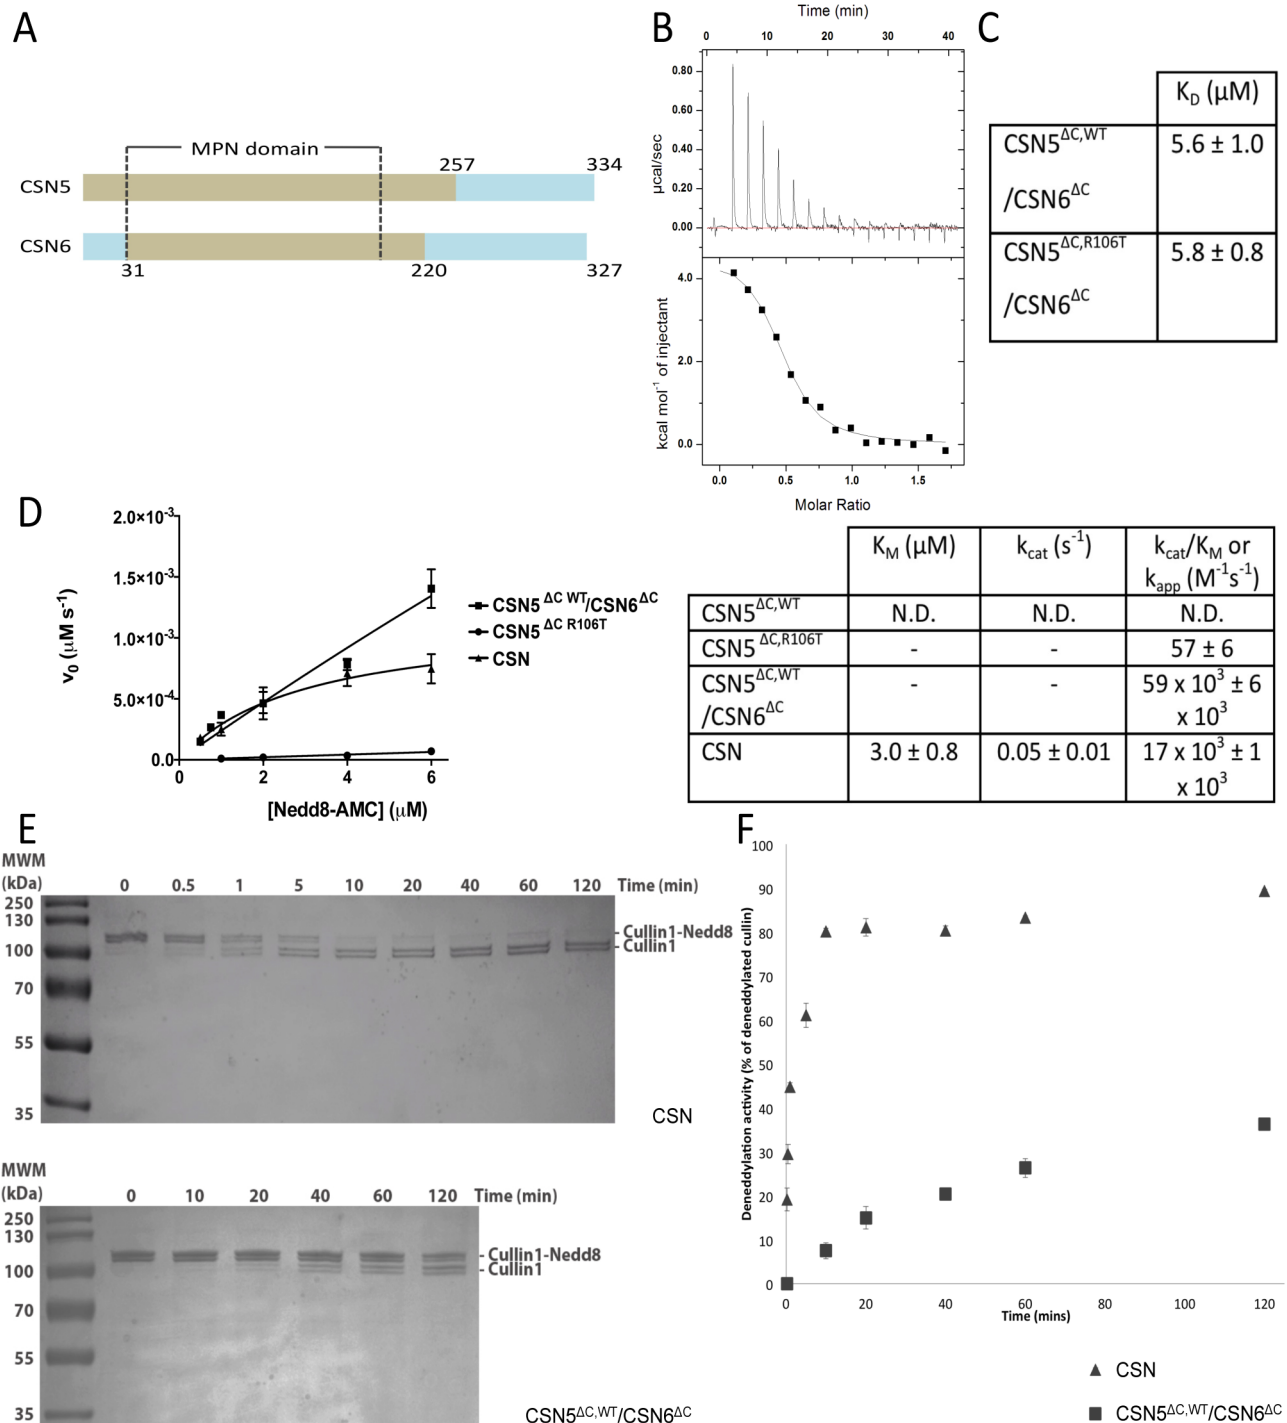 A
MPN domain
257
334
CSN5
CSN6
31
220
327
B
Time (min)
0 10 20 30 40
0.80
0.60
0.40
0.20
0.00
µcal/sec
4.0
2.0
0.0
kcal mol⁻¹ of injectant
0.0 0.5 1.0 1.5
Molar Ratio
C
K_D (µM)
CSN5^ΔC,WT 5.6 ± 1.0
/CSN6^ΔC
CSN5^ΔC,R106T 5.8 ± 0.8
/CSN6^ΔC
D
2.0×10⁻³
1.5×10⁻³
1.0×10⁻³
5.0×10⁻⁴
0.0
v₀ (µM s⁻¹)
0 2 4 6
[Nedd8-AMC] (µM)
CSN5^ΔC WT/CSN6^ΔC
CSN5^ΔC R106T
CSN
K_M (µM) k_cat (s⁻¹) k_cat/K_M or
k_app (M⁻¹s⁻¹)
CSN5^ΔC,WT N.D. N.D. N.D.
CSN5^ΔC,R106T - - 57 ± 6
CSN5^ΔC,WT - - 59 x 10³ ± 6
/CSN6^ΔC x 10³
CSN 3.0 ± 0.8 0.05 ± 0.01 17 x 10³ ± 1
x 10³
E
MWM
(kDa)
0 0.5 1 5 10 20 40 60 120 Time (min)
250
130
100
70
55
35
Cullin1-Nedd8
Cullin1
CSN
MWM
(kDa)
0 10 20 40 60 120 Time (min)
250
130
100
70
55
35
Cullin1-Nedd8
Cullin1
CSN5^ΔC,WT/CSN6^ΔC
F
100
90
80
70
60
50
40
30
20
10
0
Deneddylation activity (% of deneddylated cullin)
0 20 40 60 80 100 120
Time (mins)
CSN
CSN5^ΔC,WT/CSN6^ΔC